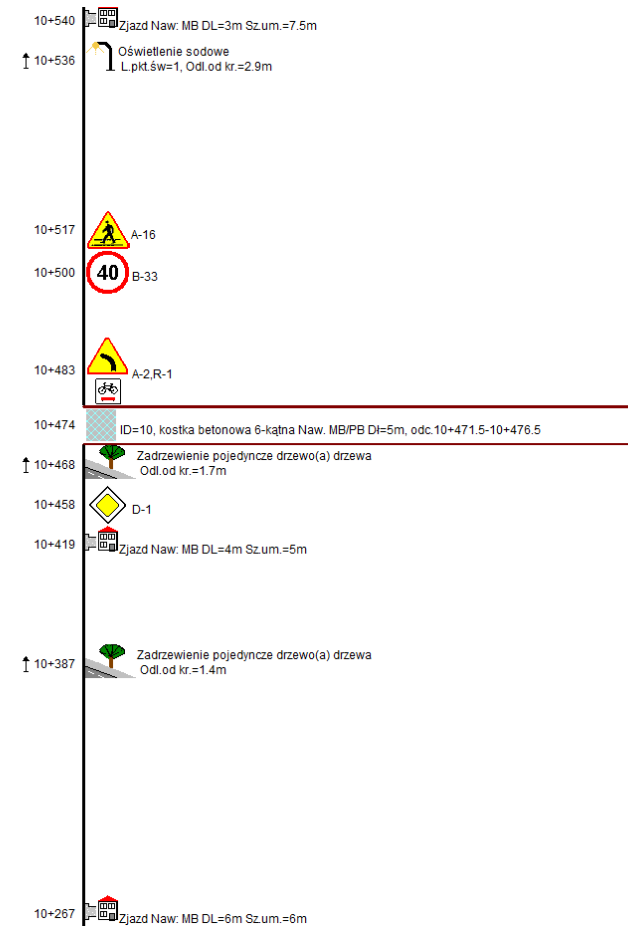 10+540 Zjazd Naw: MB DL=3m Sz.um.=7.5m
10+536 Oświetlenie sodowe
L.pkt.św=1, Odl.od kr.=2.9m
10+517 A-16
10+500 40 B-33
10+483 A-2,R-1
10+474 ID=10, kostka betonowa 6-kątna Naw. MB/PB Dł=5m, odc.10+471.5-10+476.5
10+468 Zadrzewienie pojedyncze drzewo(a) drzewa
Odl.od kr.=1.7m
10+458 D-1
10+419 Zjazd Naw: MB DL=4m Sz.um.=5m
10+387 Zadrzewienie pojedyncze drzewo(a) drzewa
Odl.od kr.=1.4m
10+267 Zjazd Naw: MB DL=6m Sz.um.=6m